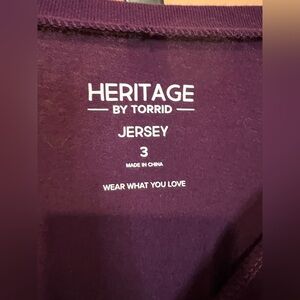 HERITAGE
BY TORRID
JERSEY
3
MADE IN CHINA
WEAR WHAT YOU LOVE